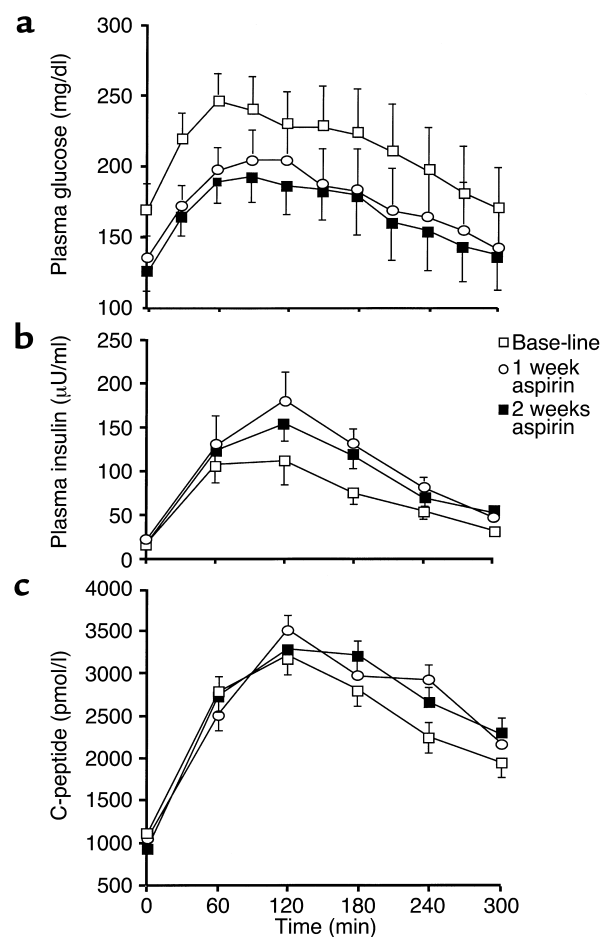 a
Plasma glucose (mg/dl)
300
250
200
150
100
b
Plasma insulin (μU/ml)
250
200
150
100
50
0
Base-line
1 week
aspirin
2 weeks
aspirin
c
C-peptide (pmol/l)
4000
3500
3000
2500
2000
1500
1000
500
0 60 120 180 240 300
Time (min)